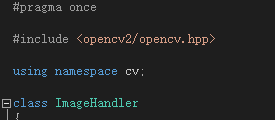 #pragma once
#include <opencv2/opencv.hpp>
using namespace cv;
class ImageHandler
{